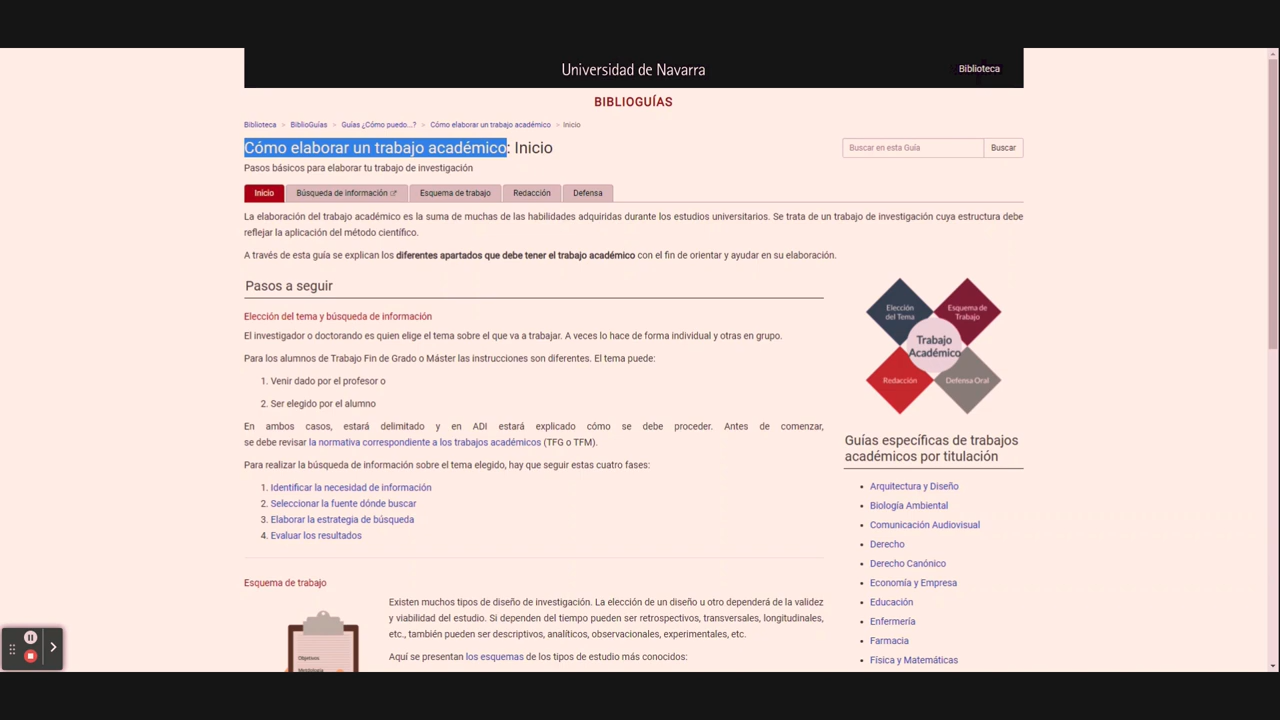 Universidad de Navarra
Biblioteca
BIBLIOGUÍAS
Biblioteca > BiblioGuías > Guías ¿Cómo puedo...? > Cómo elaborar un trabajo académico > Inicio
Cómo elaborar un trabajo académico: Inicio
Buscar en esta Guía
Buscar
Pasos básicos para elaborar tu trabajo de investigación
Inicio
Búsqueda de información
Esquema de trabajo
Redacción
Defensa
La elaboración del trabajo académico es la suma de muchas de las habilidades adquiridas durante los estudios universitarios. Se trata de un trabajo de investigación cuya estructura debe
reflejar la aplicación del método científico.
A través de esta guía se explican los diferentes apartados que debe tener el trabajo académico con el fin de orientar y ayudar en su elaboración.
Pasos a seguir
Elección del tema y búsqueda de información
El investigador o doctorando es quien elige el tema sobre el que va a trabajar. A veces lo hace de forma individual y otras en grupo.
Para los alumnos de Trabajo Fin de Grado o Máster las instrucciones son diferentes. El tema puede:
1. Venir dado por el profesor o
2. Ser elegido por el alumno
En ambos casos, estará delimitado y en ADI estará explicado cómo se debe proceder. Antes de comenzar,
se debe revisar la normativa correspondiente a los trabajos académicos (TFG o TFM).
Para realizar la búsqueda de información sobre el tema elegido, hay que seguir estas cuatro fases:
1. Identificar la necesidad de información
2. Seleccionar la fuente dónde buscar
3. Elaborar la estrategia de búsqueda
4. Evaluar los resultados
Esquema de trabajo
Objetivos
Metodología
Existen muchos tipos de diseño de investigación. La elección de un diseño u otro dependerá de la validez
y viabilidad del estudio. Si dependen del tiempo pueden ser retrospectivos, transversales, longitudinales,
etc., también pueden ser descriptivos, analíticos, observacionales, experimentales, etc.
Aquí se presentan los esquemas de los tipos de estudio más conocidos:
Elección
del Tema
Esquema de
Trabajo
Trabajo
Académico
Redacción
Defensa Oral
Guías específicas de trabajos
académicos por titulación
• Arquitectura y Diseño
• Biología Ambiental
• Comunicación Audiovisual
• Derecho
• Derecho Canónico
• Economía y Empresa
• Educación
• Enfermería
• Farmacia
• Física y Matemáticas